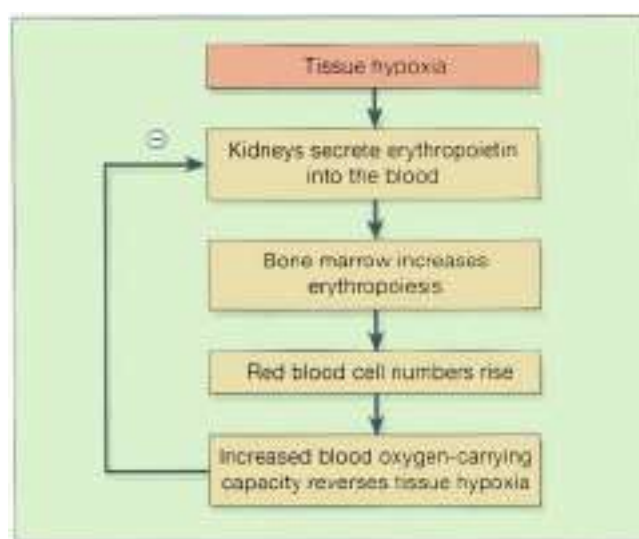 Tissue hypoxia
⊖
Kidneys secrete erythropoietin
into the blood
Bone marrow increases
erythropoiesis
Red blood cell numbers rise
Increased blood oxygen-carrying
capacity reverses tissue hypoxia